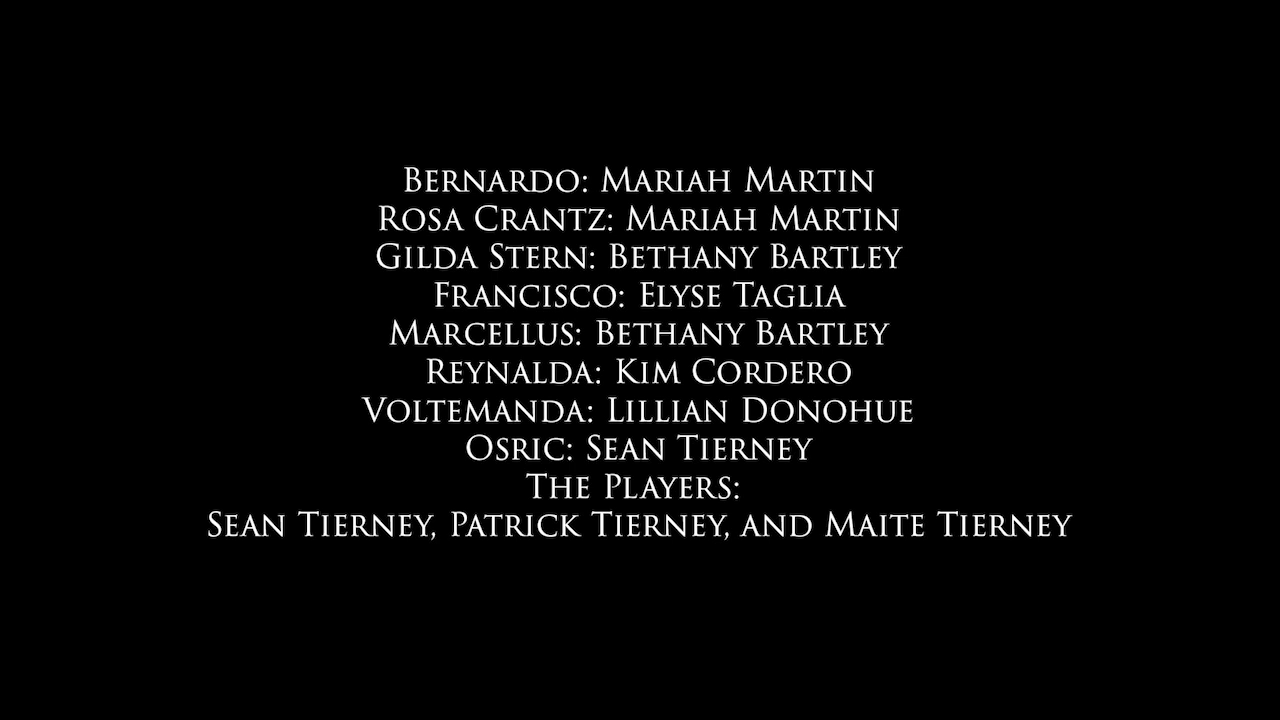 Bernardo: Mariah Martin
Rosa Crantz: Mariah Martin
Gilda Stern: Bethany Bartley
Francisco: Elyse Taglia
Marcellus: Bethany Bartley
Reynalda: Kim Cordero
Voltemanda: Lillian Donohue
Osric: Sean Tierney
The Players:
Sean Tierney, Patrick Tierney, and Maite Tierney